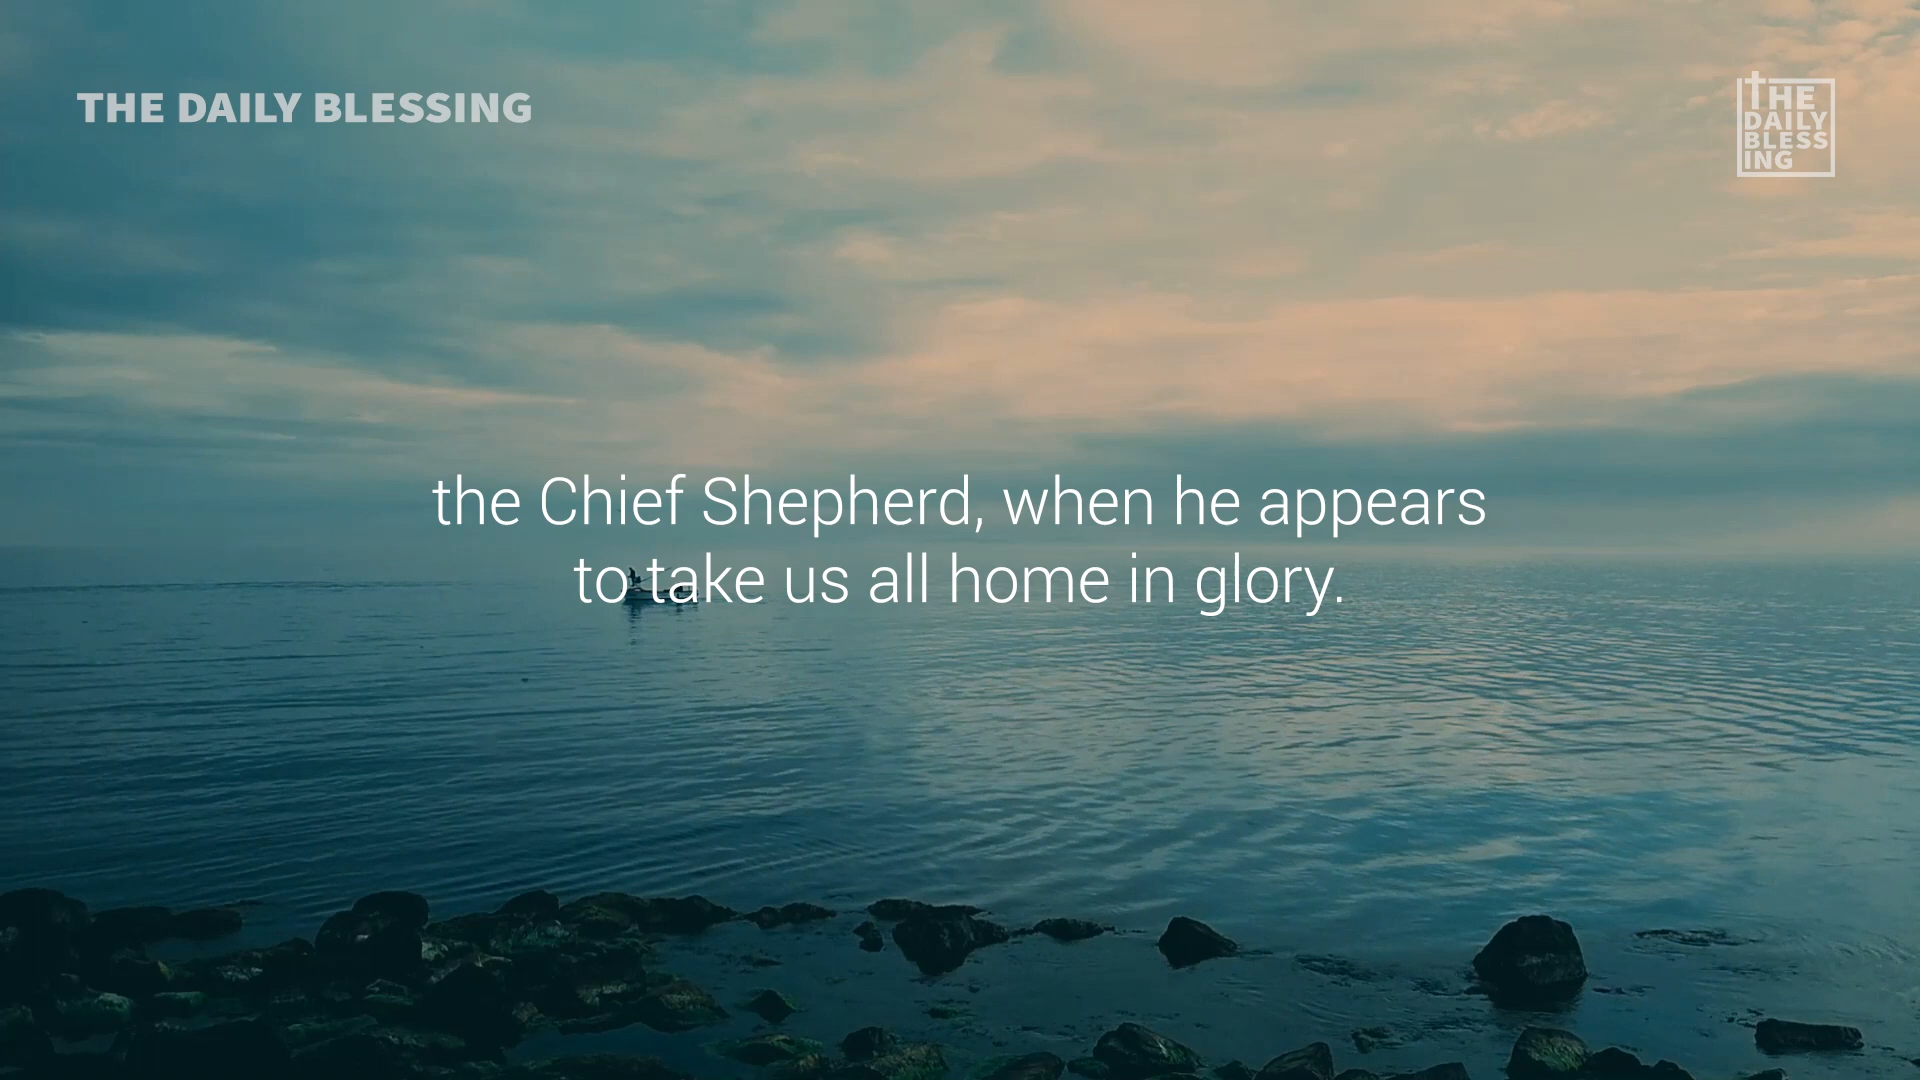 THE DAILY BLESSING
THE
DAILY
BLESS
ING
the Chief Shepherd, when he appears
to take us all home in glory.